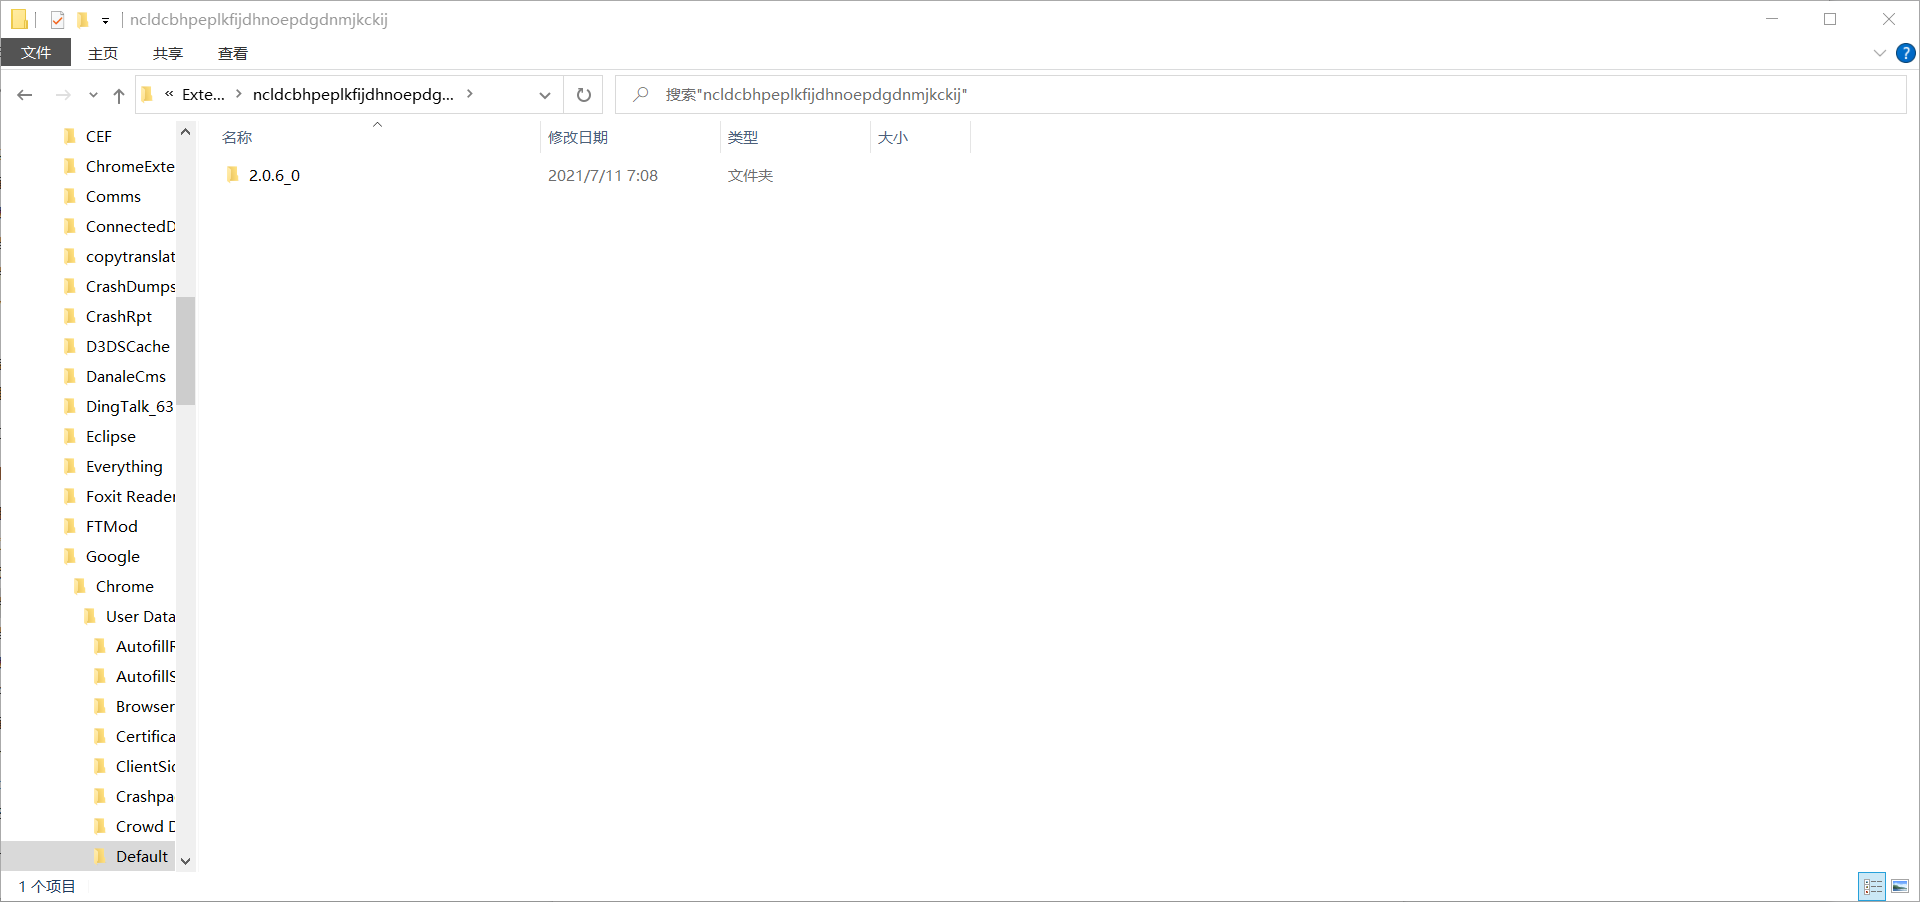 ncldcbhpeplkfijdhnoepdgdnmjkckij
文件 主页 共享 查看
?
« Exte... > ncldcbhpeplkfijdhnoepdg... >
搜索"ncldcbhpeplkfijdhnoepdgdnmjkckij"
名称 修改日期 类型 大小
2.0.6_0 2021/7/11 7:08 文件夹
CEF
ChromeExte
Comms
ConnectedD
copytranslat
CrashDumps
CrashRpt
D3DSCache
DanaleCms
DingTalk_63
Eclipse
Everything
Foxit Reader
FTMod
Google
Chrome
User Data
AutofillR
AutofillS
Browser
Certifica
ClientSid
Crashpa
Crowd D
Default
1 个项目